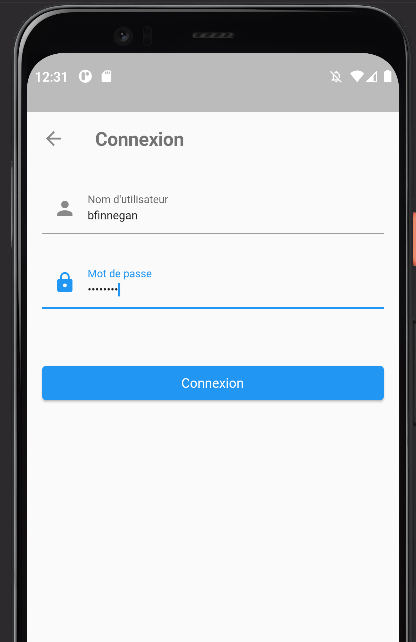 12:31
Connexion
Nom d'utilisateur
bfinnegan
Mot de passe
••••••••
Connexion